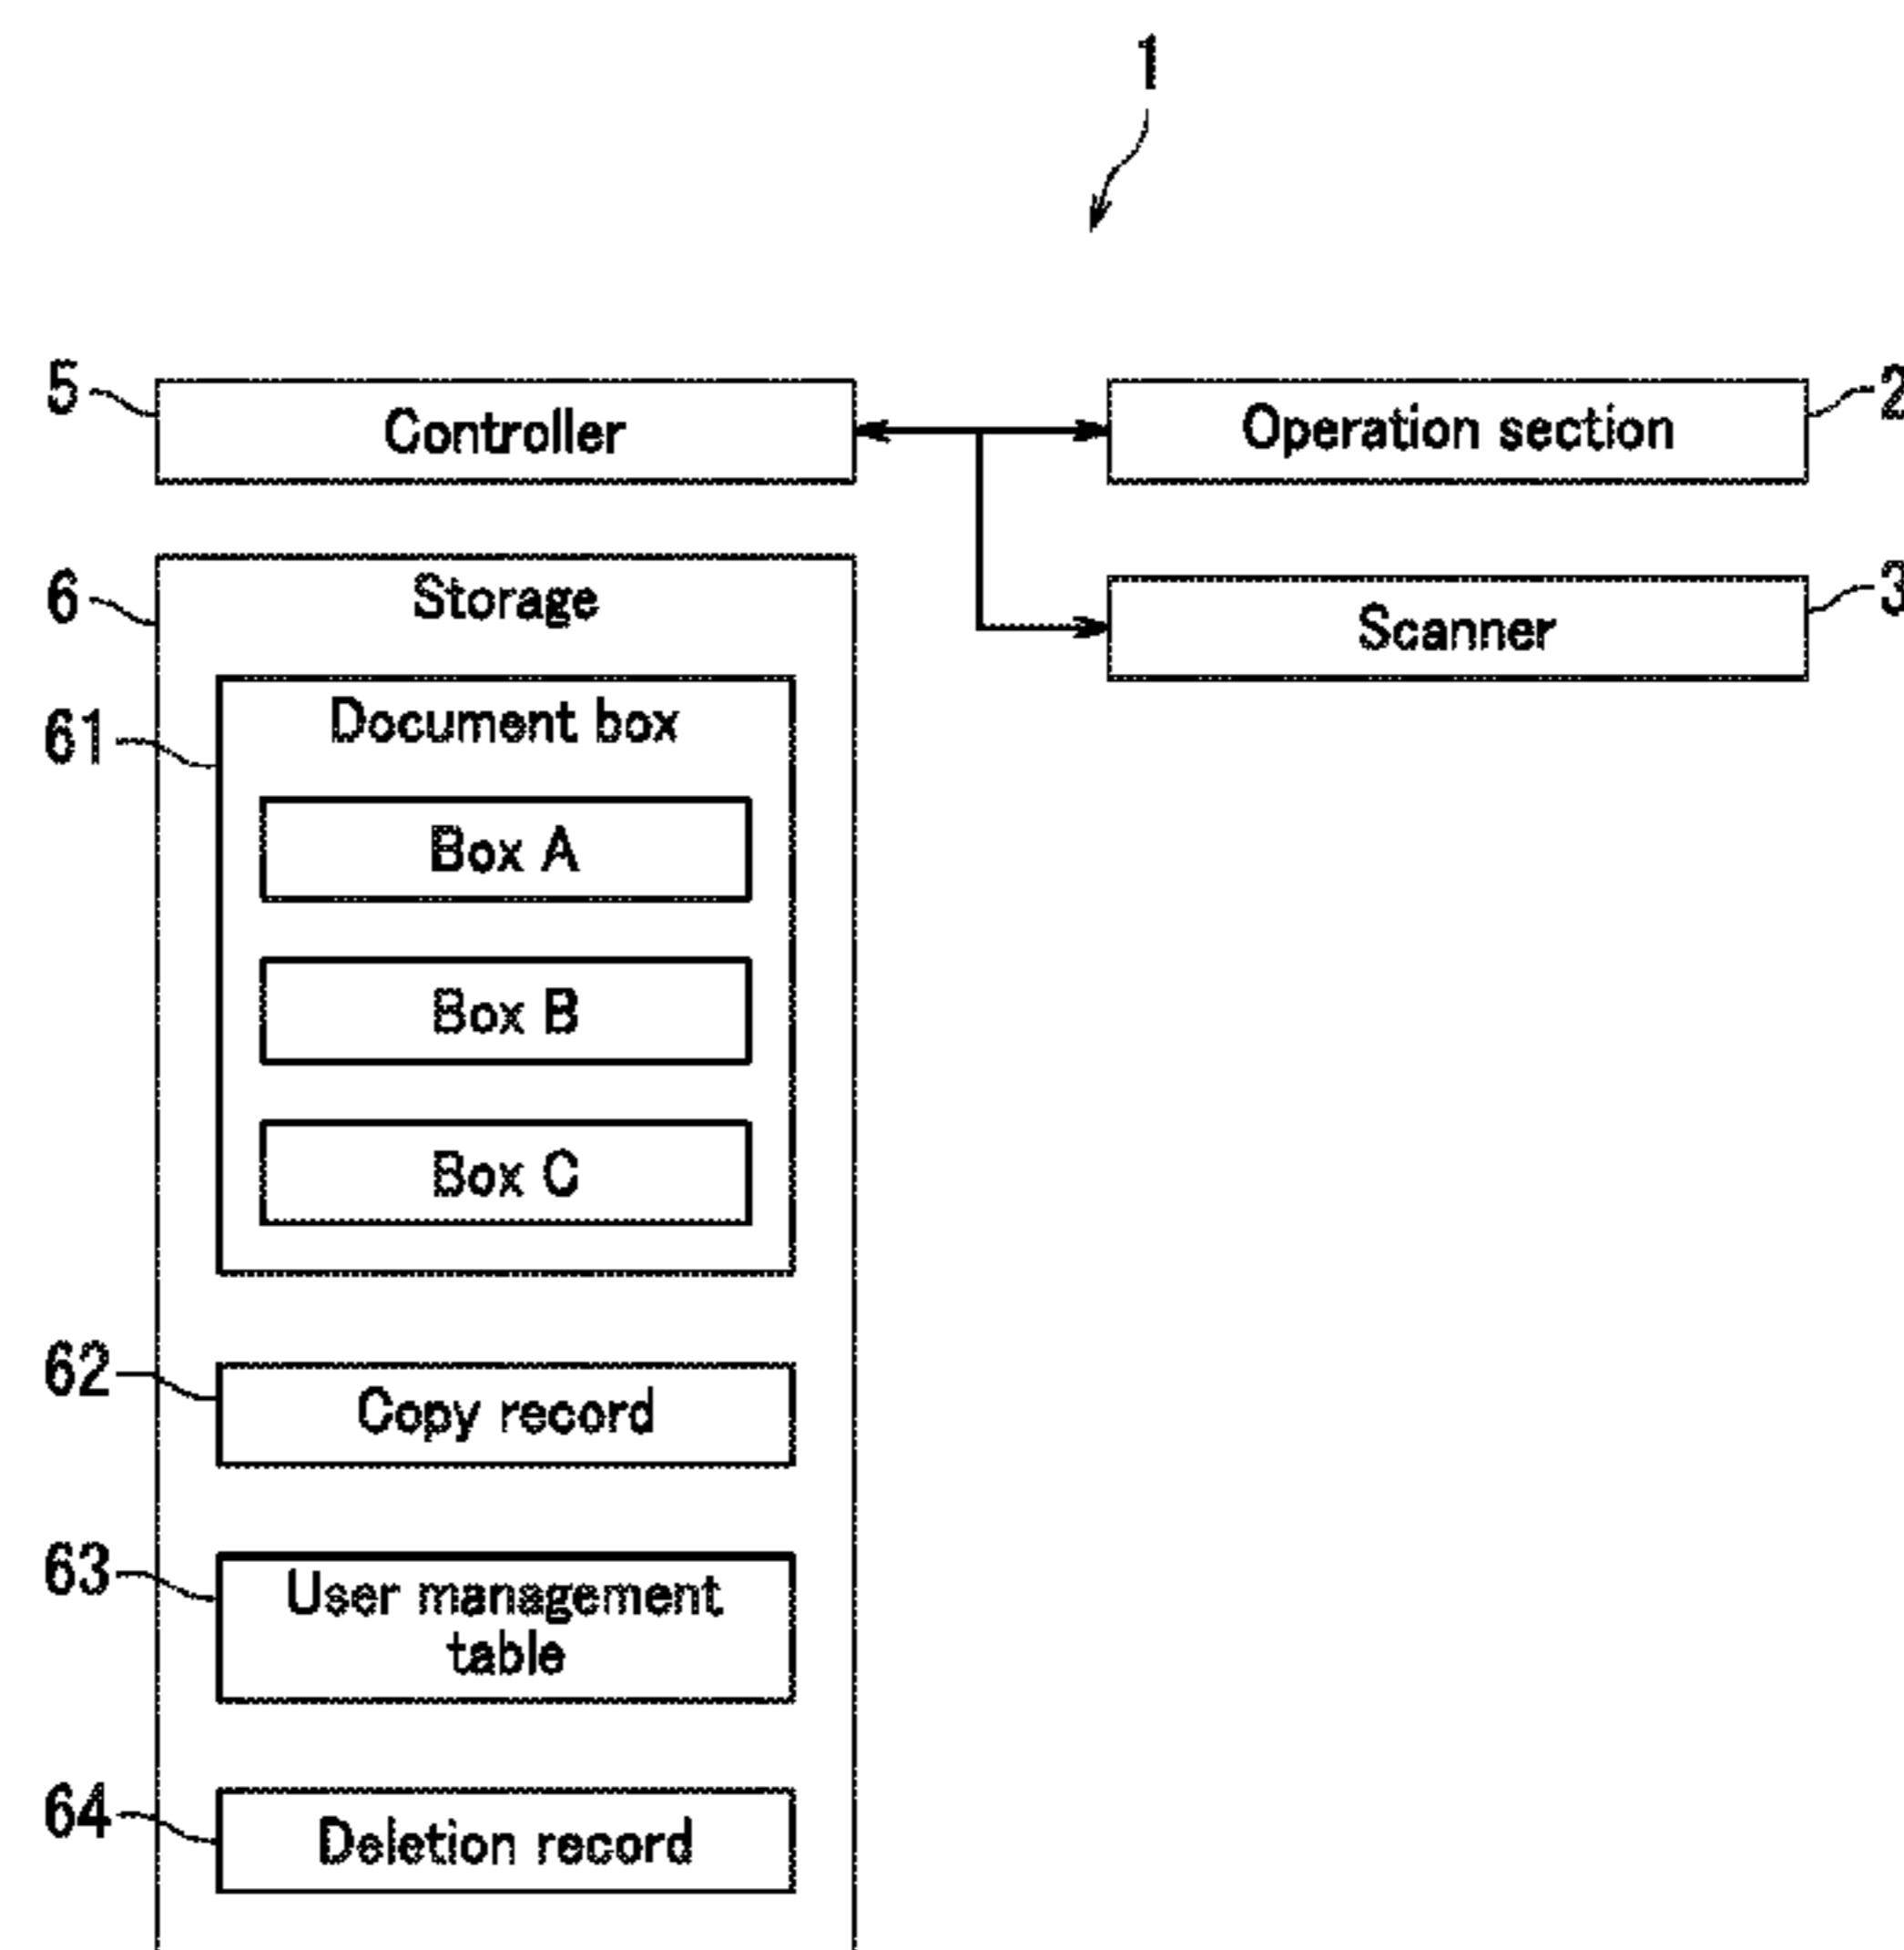 1
5
Controller
Operation section
2
6
Storage
Scanner
3
61
Document box
Box A
Box B
Box C
62
Copy record
63
User management
table
64
Deletion record